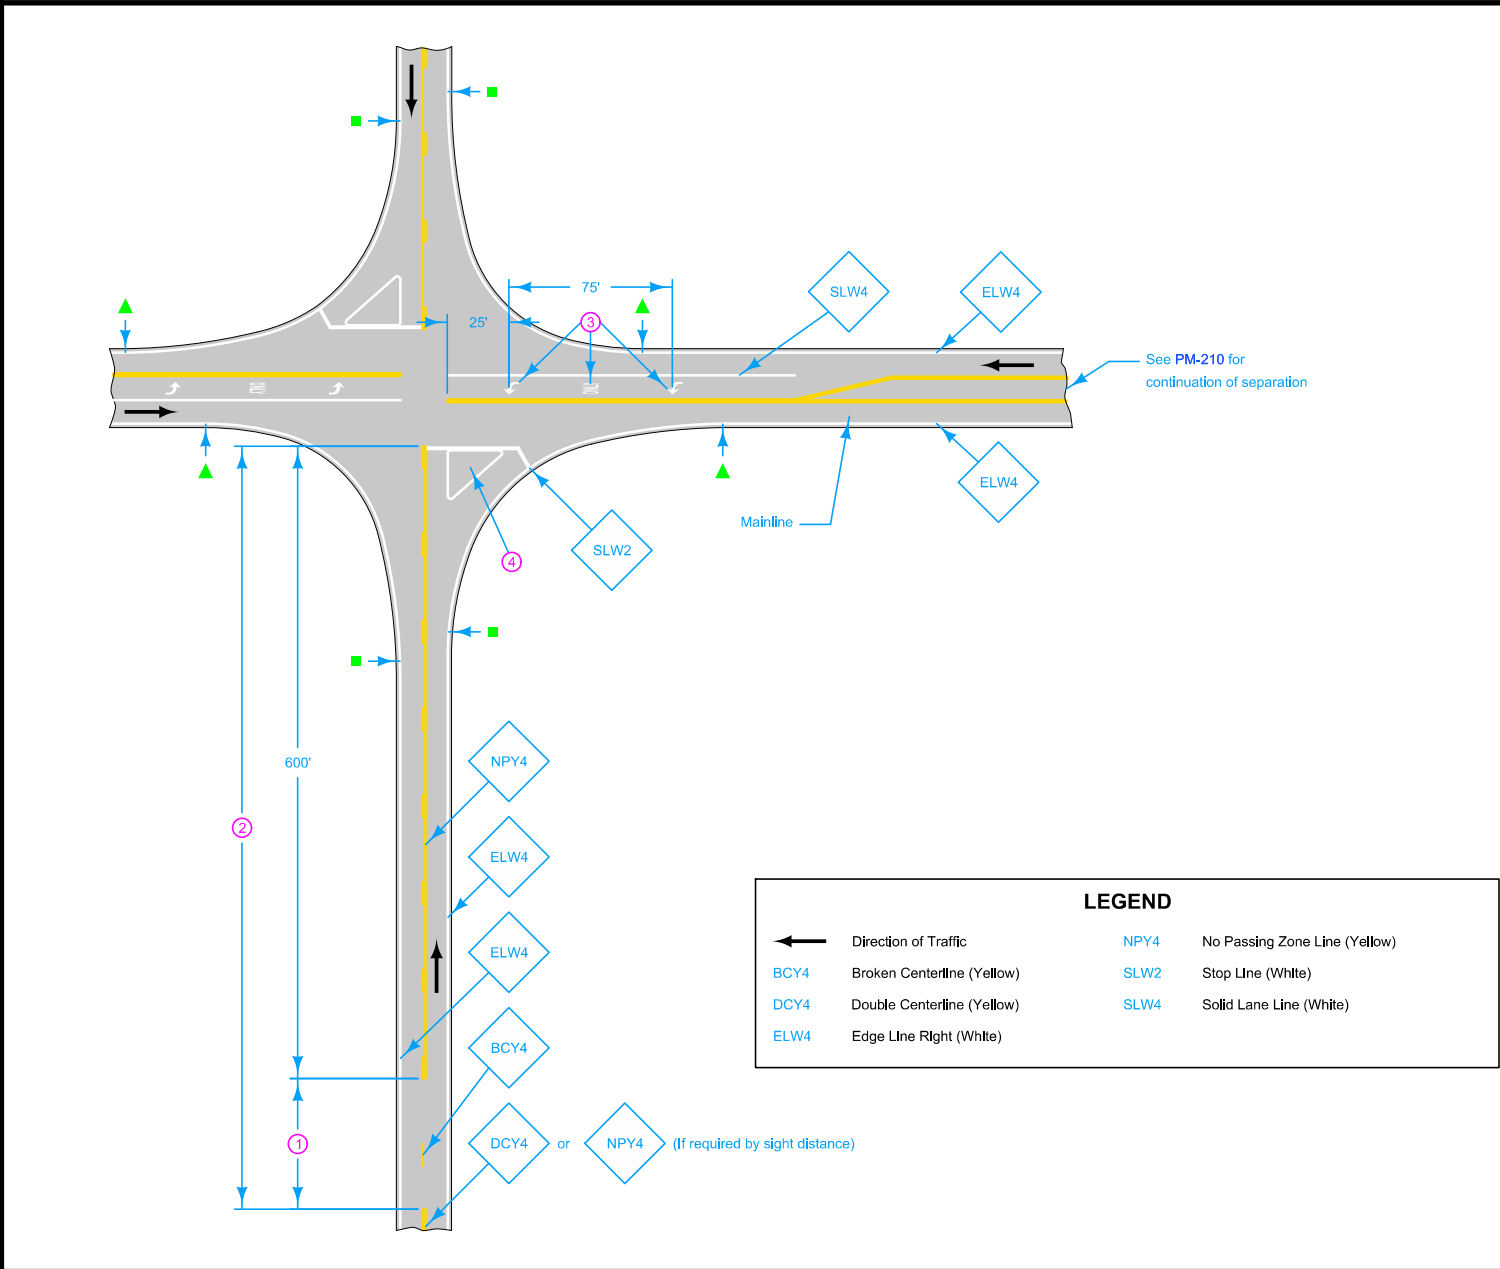 75'
SLW4
ELW4
25'
3
See PM-210 for
continuation of separation
ONLY
ONLY
ELW4
Mainline
SLW2
4
NPY4
600'
2
ELW4
ELW4
BCY4
1
DCY4 or NPY4 (If required by sight distance)
LEGEND
Direction of Traffic
NPY4 No Passing Zone Line (Yellow)
BCY4 Broken Centerline (Yellow)
SLW2 Stop Line (White)
DCY4 Double Centerline (Yellow)
SLW4 Solid Lane Line (White)
ELW4 Edge Line Right (White)